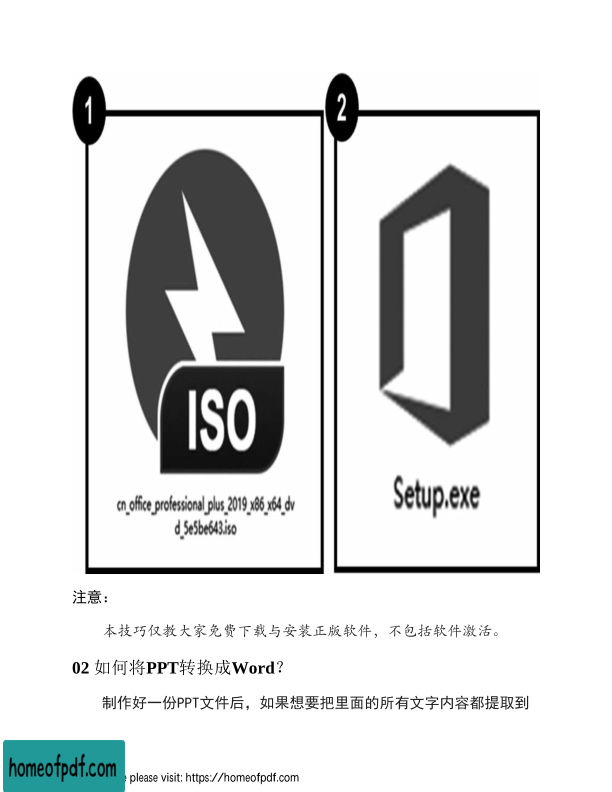 1
2
ISO
cn_office_professional_plus_2019_x86_x64_dv
d_5e5be643.iso
Setup.exe
注意：
本技巧仅教大家免费下载与安装正版软件，不包括软件激活。
02 如何将PPT转换成Word？
制作好一份PPT文件后，如果想要把里面的所有文字内容都提取到
homeofpdf.com
e please visit: https://homeofpdf.com